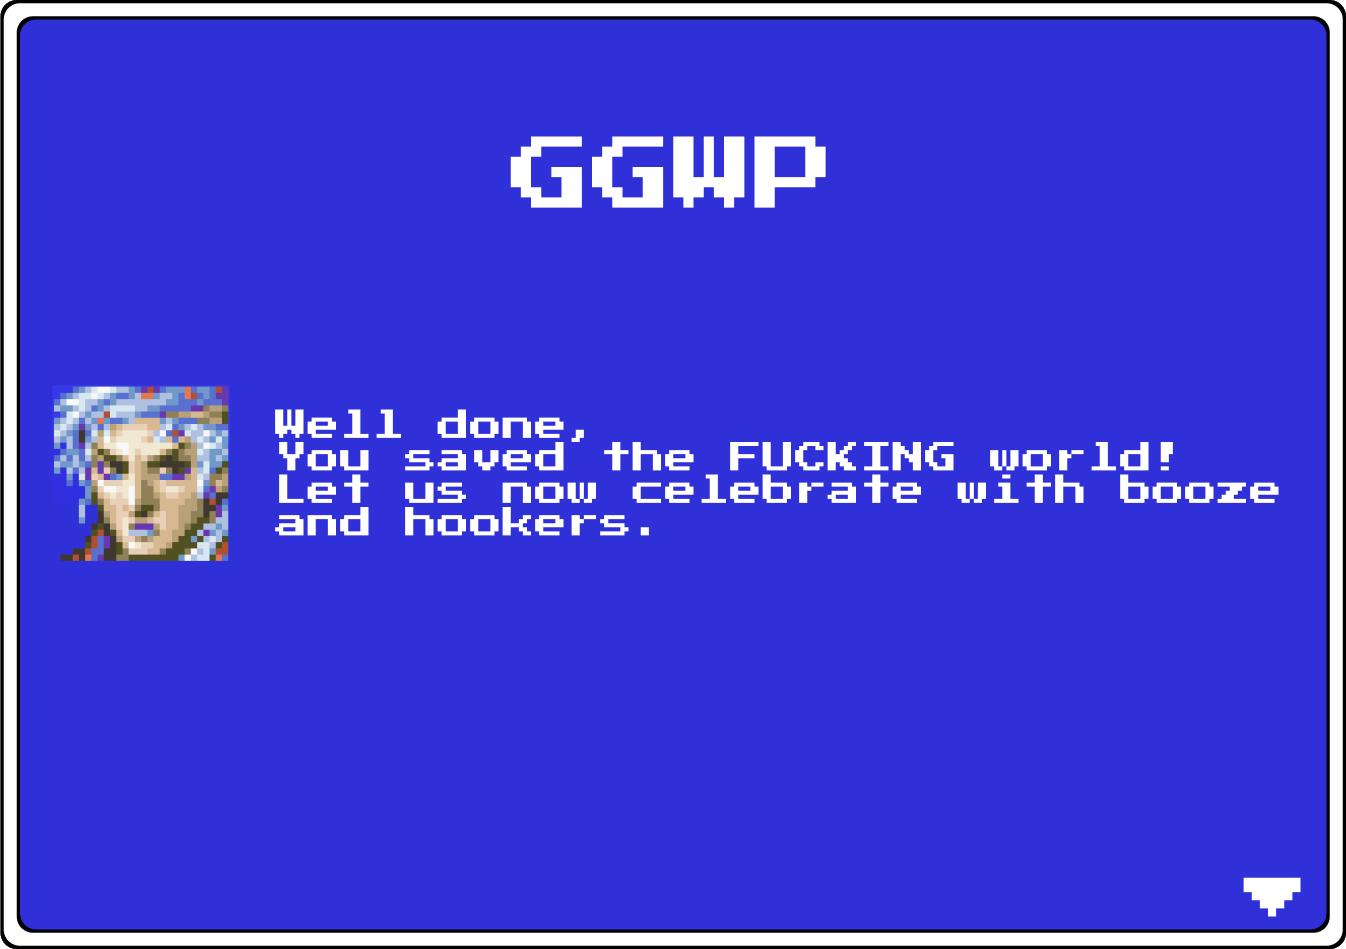 GGWP
Well done,
You saved the FUCKING world!
Let us now celebrate with booze
and hookers.